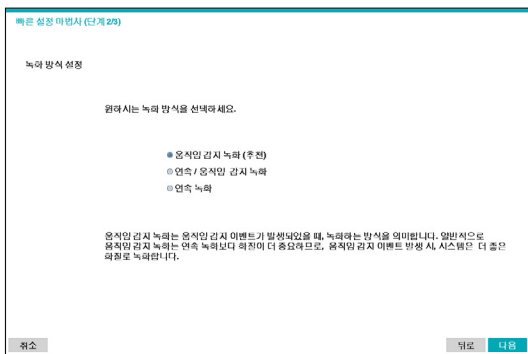 빠른 설정 마법사 (단계 2/3)
녹화 방식 설정
원하시는 녹화 방식을 선택하세요.
움직임 감지 녹화 (추천)
연속 / 움직임 감지 녹화
연속 녹화
움직임 감지 녹화는 움직임 감지 이벤트가 발생되었을 때, 녹화하는 방식을 의미합니다. 일반적으로
움직임 감지 녹화는 연속 녹화보다 화질이 더 중요하므로, 움직임 감지 이벤트 발생 시, 시스템은 더 좋은
화질로 녹화합니다.
취소
뒤로
다음